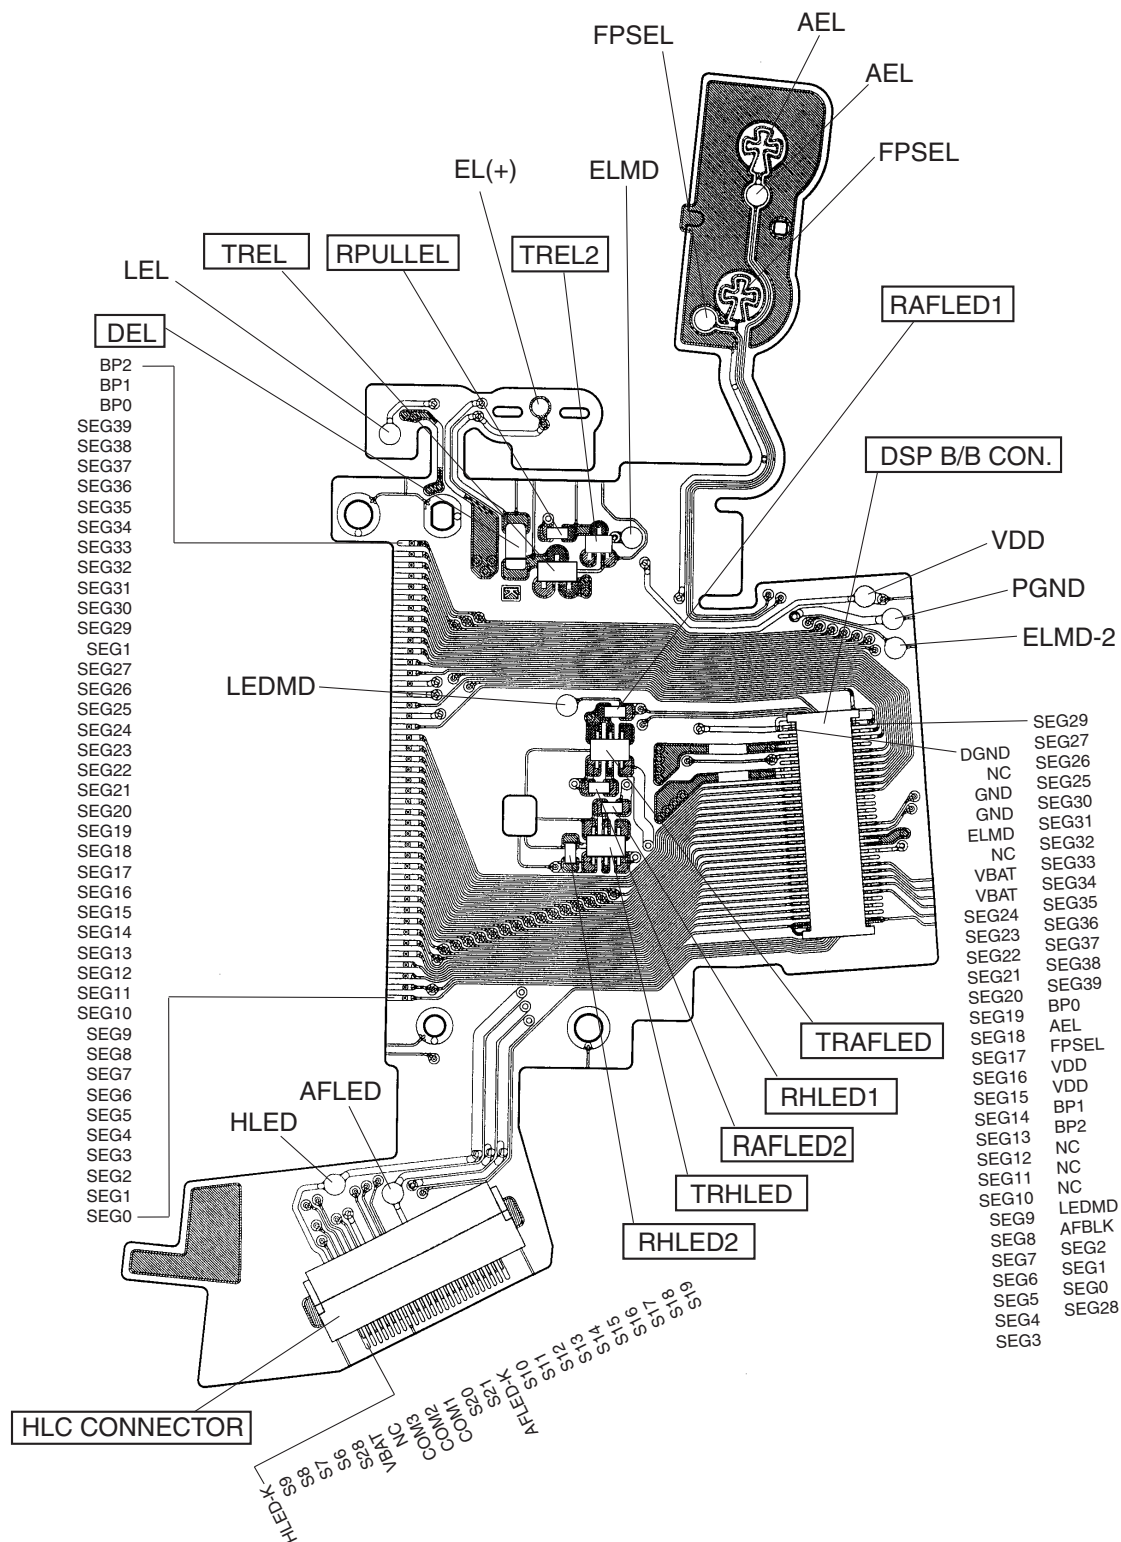 AEL
FPSEL
AEL
FPSEL
EL(+)
ELMD
TREL
RPULLEL
TREL2
LEL
RAFLED1
DEL
BP2
BP1
BP0
SEG39
SEG38
SEG37
SEG36
SEG35
SEG34
SEG33
SEG32
SEG31
SEG30
SEG29
SEG1
SEG27
SEG26
SEG25
SEG24
SEG23
SEG22
SEG21
SEG20
SEG19
SEG18
SEG17
SEG16
SEG15
SEG14
SEG13
SEG12
SEG11
SEG10
SEG9
SEG8
SEG7
SEG6
SEG5
SEG4
SEG3
SEG2
SEG1
SEG0
DSP B/B CON.
VDD
PGND
ELMD-2
LEDMD
DGND
NC
GND
GND
ELMD
NC
VBAT
VBAT
SEG24
SEG23
SEG22
SEG21
SEG20
SEG19
SEG18
SEG17
SEG16
SEG15
SEG14
SEG13
SEG12
SEG11
SEG10
SEG9
SEG8
SEG7
SEG6
SEG5
SEG4
SEG3
SEG29
SEG27
SEG26
SEG25
SEG30
SEG31
SEG32
SEG33
SEG34
SEG35
SEG36
SEG37
SEG38
SEG39
BP0
AEL
FPSEL
VDD
VDD
BP1
BP2
NC
NC
NC
LEDMD
AFBLK
SEG2
SEG1
SEG0
SEG28
TRAFLED
RHLED1
RAFLED2
TRHLED
RHLED2
AFLED
HLED
HLC CONNECTOR
HLED-K
S9
S8
S7
S6
S28
VBAT
NC
COM3
COM2
COM1
S20
S21
AFLED-K
S10
S11
S12
S13
S14
S15
S16
S17
S18
S19